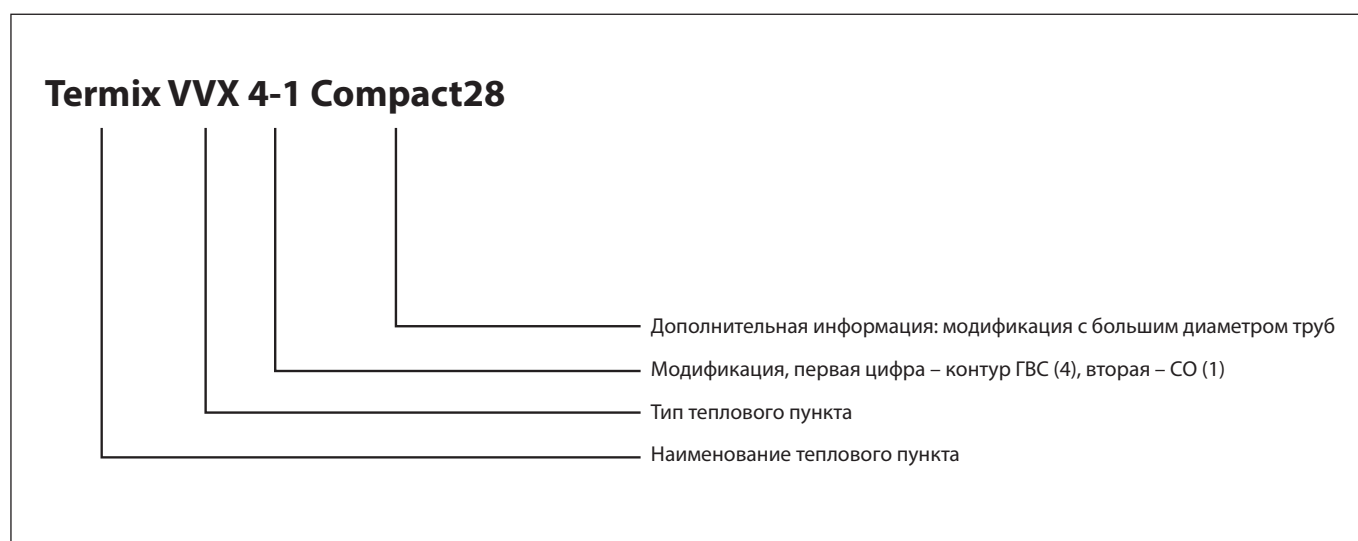 Termix VVX 4-1 Compact28
Дополнительная информация: модификация с большим диаметром труб
Модификация, первая цифра – контур ГВС (4), вторая – СО (1)
Тип теплового пункта
Наименование теплового пункта